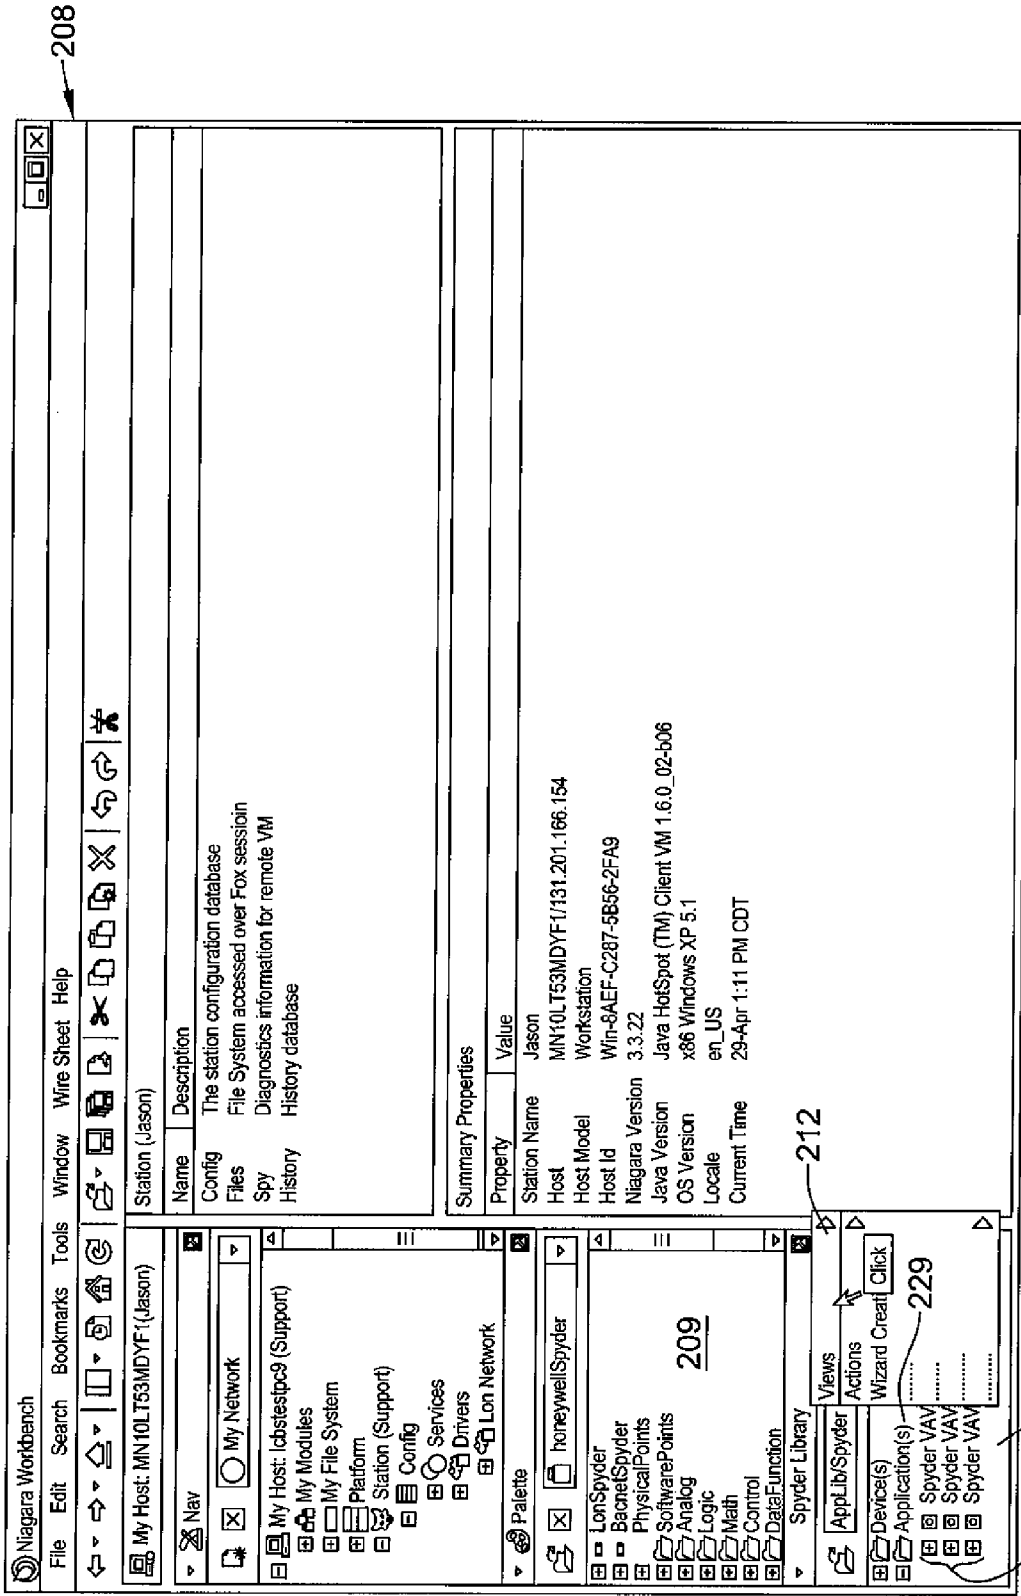 208
Niagara Workbench
File Edit Search Bookmarks Tools Window Wire Sheet Help
My Host: MN10LT53MDYF1(Jason)
Nav
My Network
My Host: lcbstestpc9 (Support)
My Modules
My File System
Platform
Station (Support)
Config
Services
Drivers
Lon Network
Palette
honeywellSpyder
LonSpyder
BacnetSpyder
PhysicalPoints
SoftwarePoints
Analog
Logic
Math
Control
DataFunction
209
Spyder Library
AppLib/Spyder
Device(s)
Application(s)
Spyder VAV
Spyder VAV
Spyder VAV
Views
Actions
Wizard Creati
Click
212
229
Station (Jason)
Name Description
Config The station configuration database
Files File System accessed over Fox sessioin
Spy Diagnostics information for remote VM
History History database
Summary Properties
Property Value
Station Name Jason
Host MN10LT53MDYF1/131.201.166.154
Host Model Workstation
Host Id Win-8AEF-C287-5B56-2FA9
Niagara Version 3.3.22
Java Version Java HotSpot (TM) Client VM 1.6.0_02-b06
OS Version x86 Windows XP 5.1
Locale en_US
Current Time 29-Apr 1:11 PM CDT